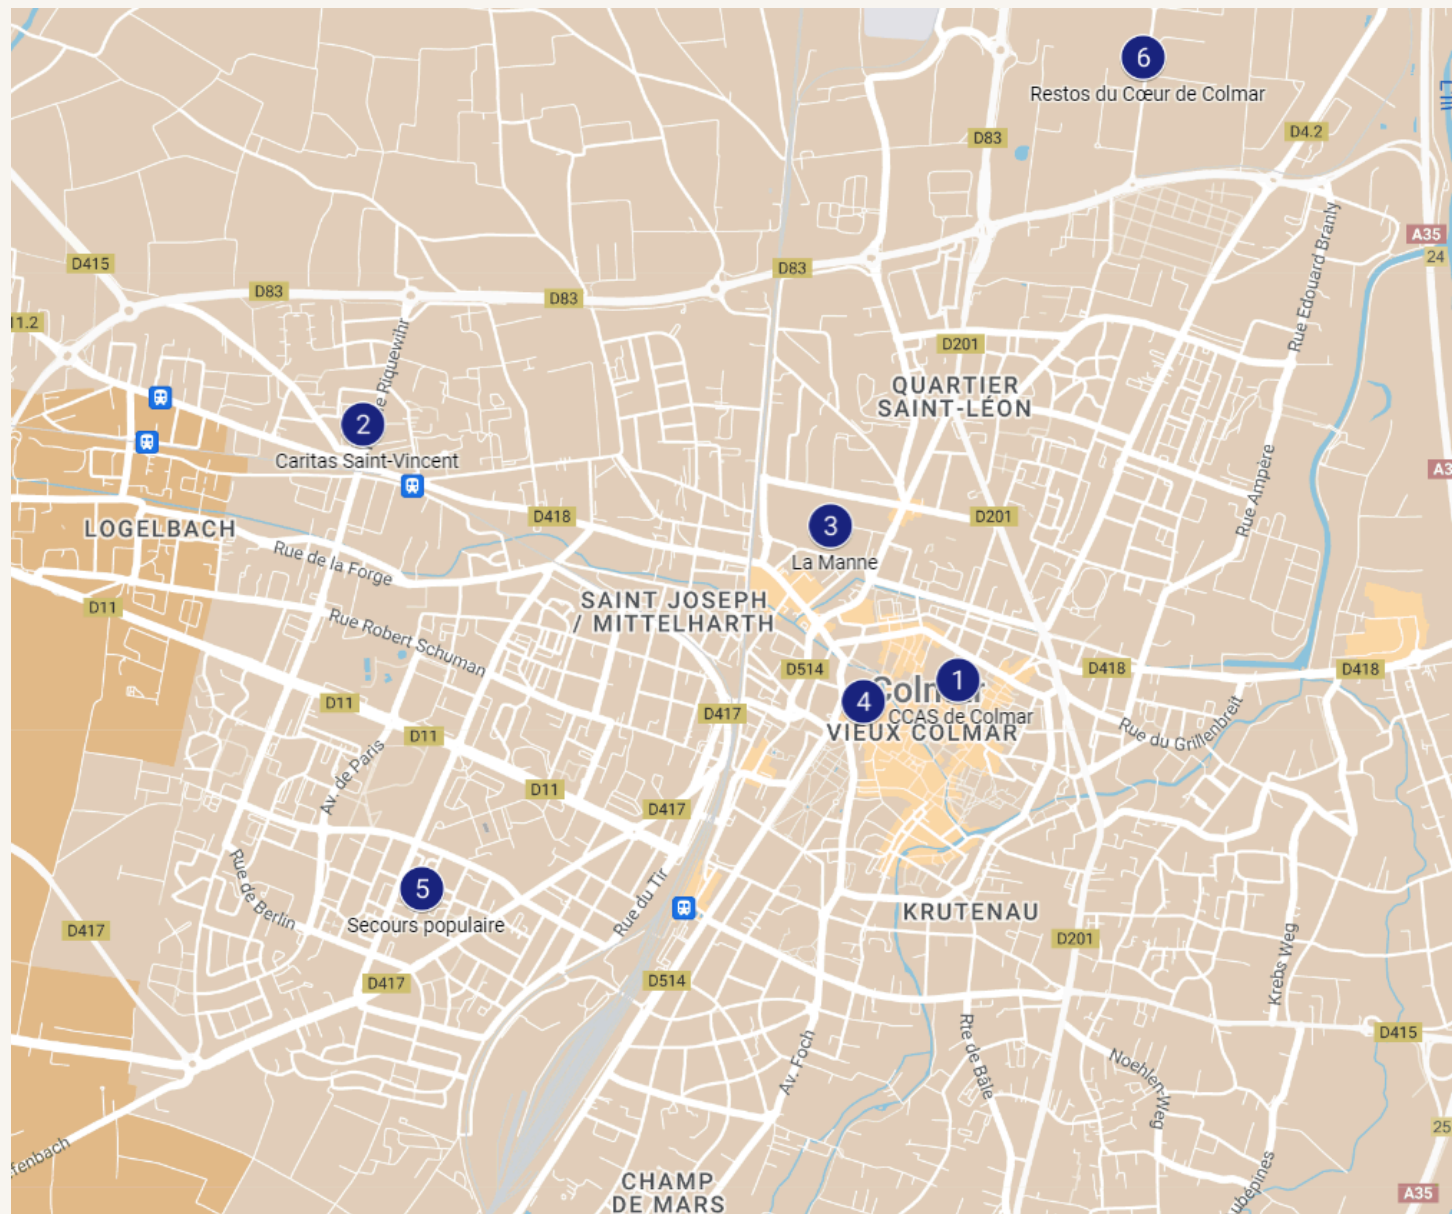 6
Restos du Cœur de Colmar
D83
D4.2
Rue Edouard Branly
A35
24
D415
D83
D83
D83
11.2
D201
Riquewihr
QUARTIER
SAINT-LÉON
2
Caritas Saint-Vincent
Rue Ampère
D418
D201
3
La Manne
LOGELBACH
Rue de la Forge
D11
SAINT JOSEPH
/ MITTELHARTH
Rue Robert Schuman
D514
D418
D418
1
4
Colmar
CCAS de Colmar
VIEUX COLMAR
D11
D417
Rue du Grillenbreit
D11
Av. de Paris
D11
D417
Rue de Berlin
5
Secours populaire
Rue du Tir
KRUTENAU
D417
D201
Krebs Weg
D417
D514
D415
Rte de Bâle
Av. Foch
Noehlen-Weg
25
CHAMP
DE MARS
A35